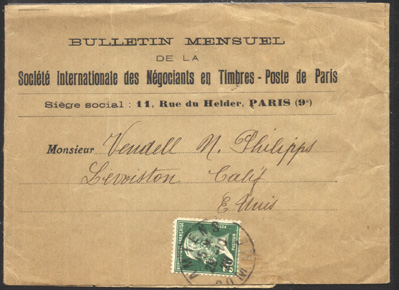 BULLETIN MENSUEL
DE LA
Société Internationale des Négociants en Timbres-Poste de Paris
Siège social : 11, Rue du Helder, PARIS (9e)
Monsieur Vendell N. Philipps
Levoiston Calif
E Unis